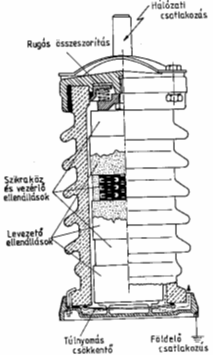 Hálózati
csatlakozás
Rugós összeszorítás
Szikraköz
és vezérlő
ellenállások
Levezető
ellenállások
Túlnyomás
csökkentő
Földelő
csatlakozás